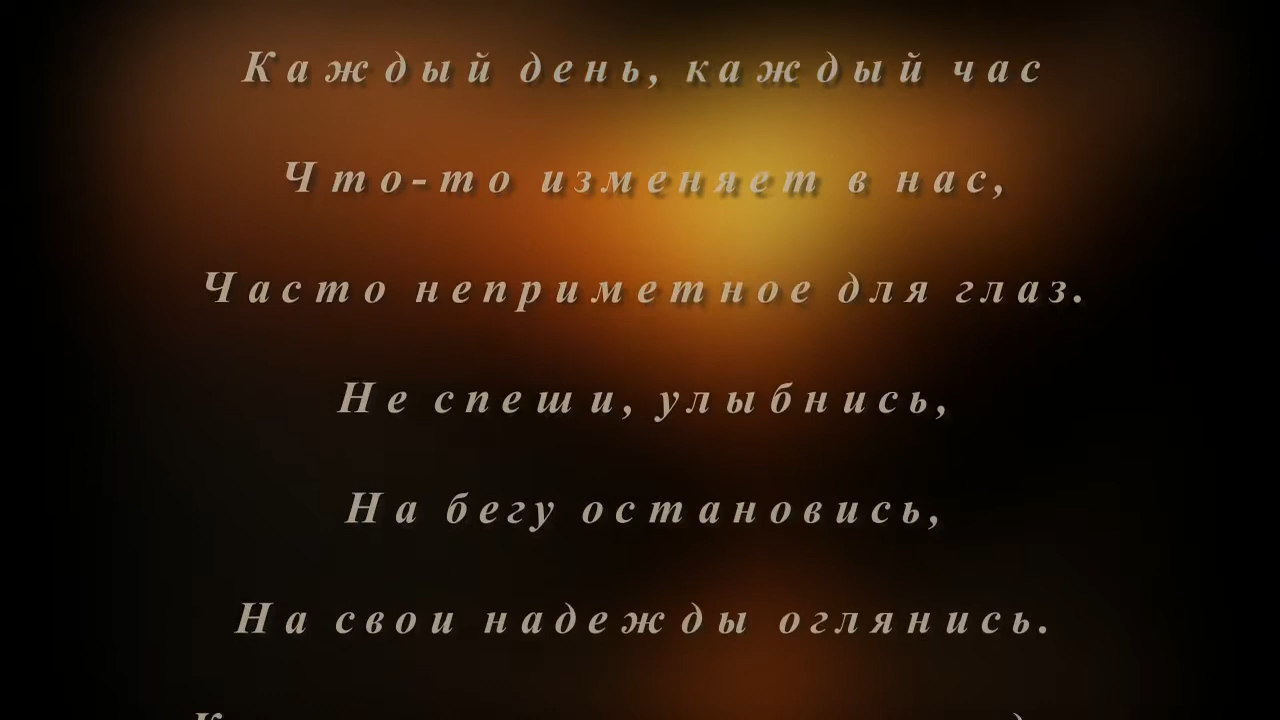 Каждый день, каждый час
Что-то изменяет в нас,
Часто неприметное для глаз.
Не спеши, улыбнись,
На бегу остановись,
На свои надежды оглянись.